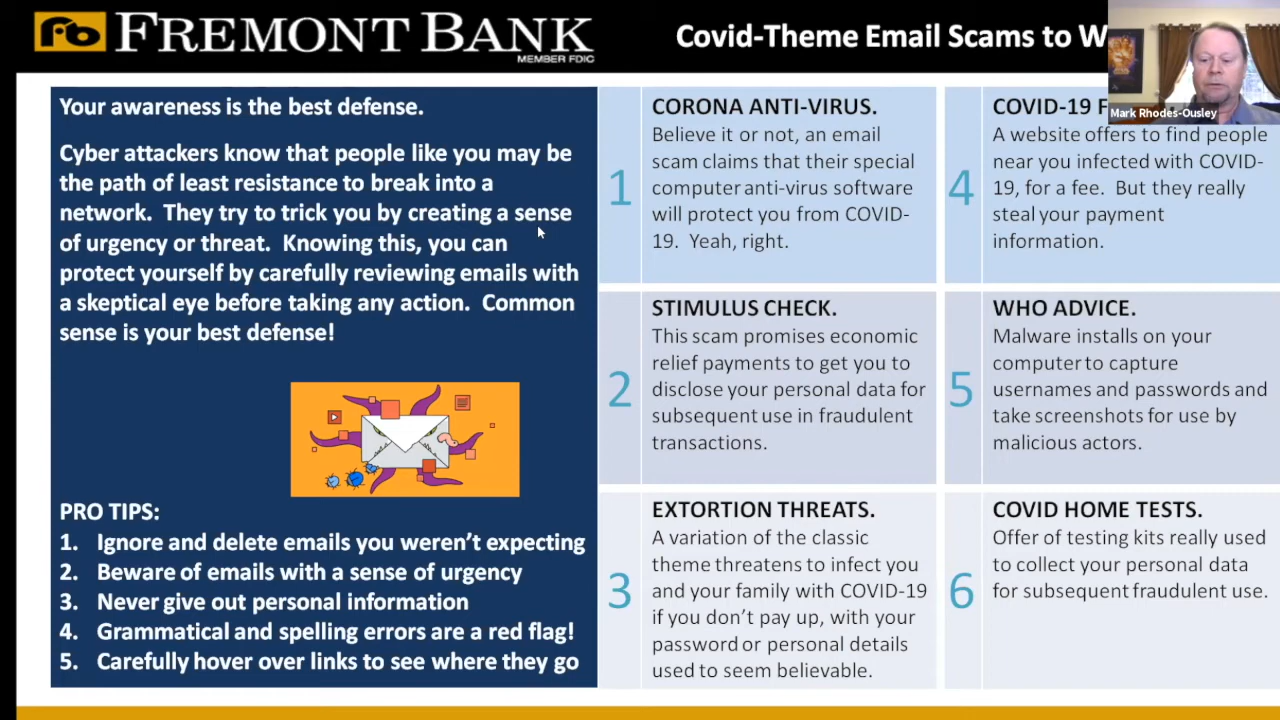 fb FREMONT BANK
MEMBER FDIC
Covid-Theme Email Scams to
Mark Rhodes-Ousley
Your awareness is the best defense.
Cyber attackers know that people like you may be
the path of least resistance to break into a
network. They try to trick you by creating a sense
of urgency or threat. Knowing this, you can
protect yourself by carefully reviewing emails with
a skeptical eye before taking any action. Common
sense is your best defense!
PRO TIPS:
1. Ignore and delete emails you weren't expecting
2. Beware of emails with a sense of urgency
3. Never give out personal information
4. Grammatical and spelling errors are a red flag!
5. Carefully hover over links to see where they go
1
CORONA ANTI-VIRUS.
Believe it or not, an email
scam claims that their special
computer anti-virus software
will protect you from COVID-
19. Yeah, right.
2
STIMULUS CHECK.
This scam promises economic
relief payments to get you to
disclose your personal data for
subsequent use in fraudulent
transactions.
3
EXTORTION THREATS.
A variation of the classic
theme threatens to infect you
and your family with COVID-19
if you don't pay up, with your
password or personal details
used to seem believable.
4
COVID-19
A website offers to find people
near you infected with COVID-
19, for a fee. But they really
steal your payment
information.
5
WHO ADVICE.
Malware installs on your
computer to capture
usernames and passwords and
take screenshots for use by
malicious actors.
6
COVID HOME TESTS.
Offer of testing kits really used
to collect your personal data
for subsequent fraudulent use.